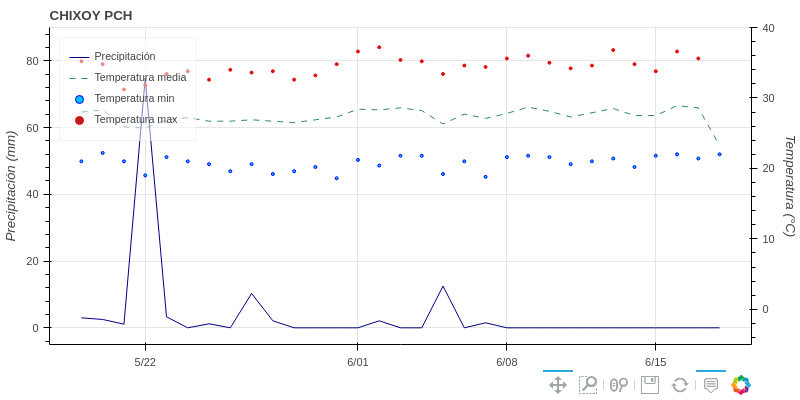 CHIXOY PCH
Precipitación
Temperatura media
Temperatura min
Temperatura max
80
60
40
20
0
Precipitación (mm)
40
30
20
10
0
Temperatura (°C)
5/22
6/01
6/08
6/15